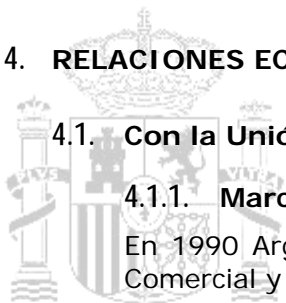 4. RELACIONES EC
4.1. Con la Unió
4.1.1. Marc
En 1990 Arg
Comercial y